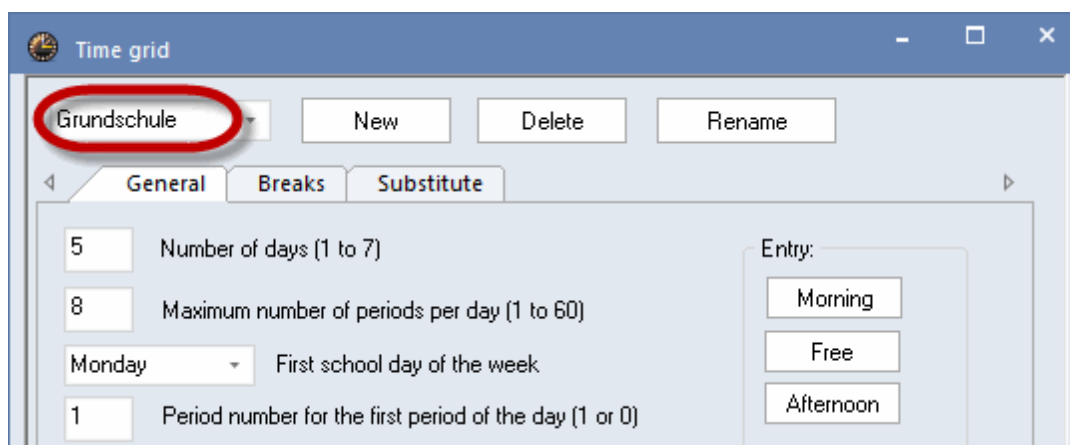 Time grid
Grundschule New Delete Rename
General Breaks Substitute
5 Number of days (1 to 7) Entry:
8 Maximum number of periods per day (1 to 60) Morning
Monday First school day of the week Free
1 Period number for the first period of the day (1 or 0) Afternoon